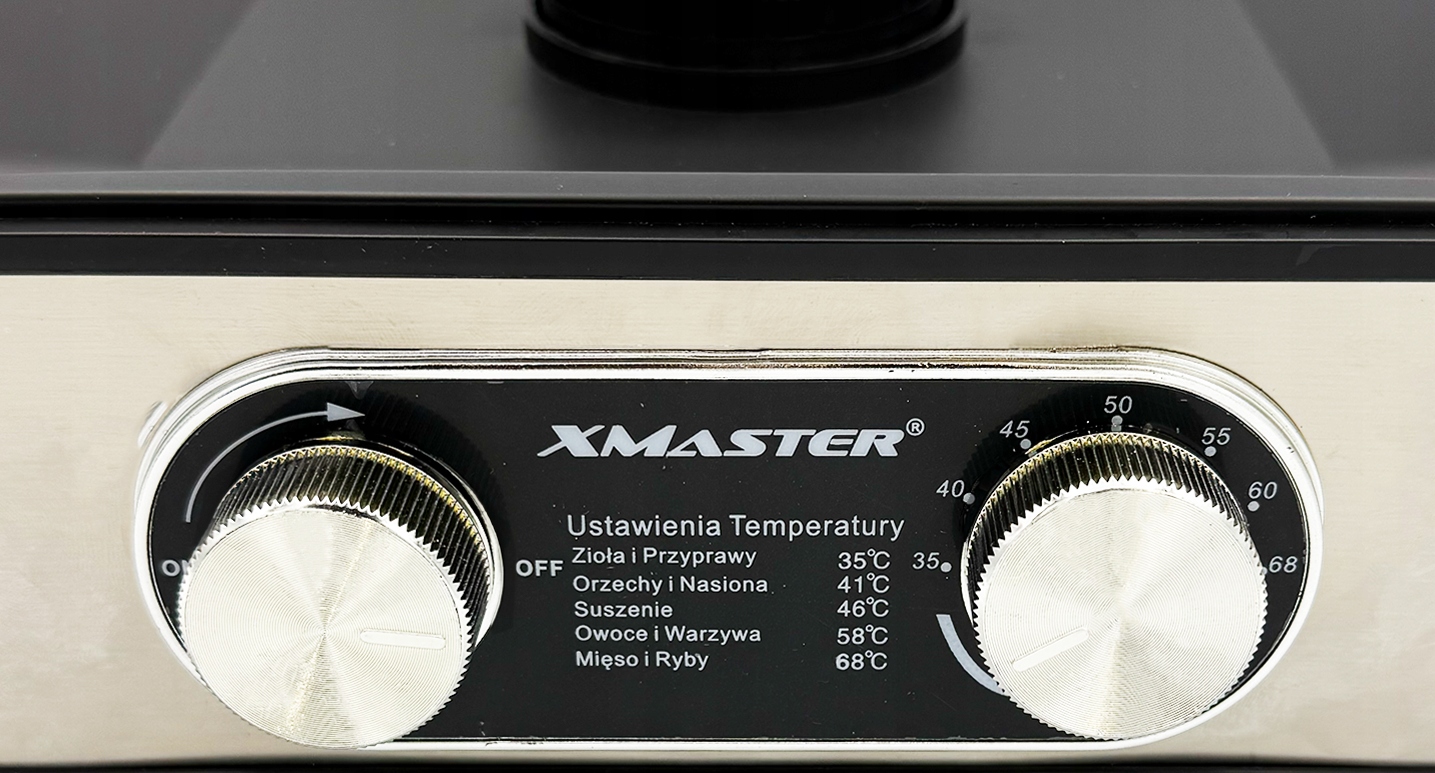 XMASTER®
Ustawienia Temperatury
Zioła i Przyprawy 35℃
Orzechy i Nasiona 41℃
Suszenie 46℃
Owoce i Warzywa 58℃
Mięso i Ryby 68℃
ON
OFF
35
40
45
50
55
60
68